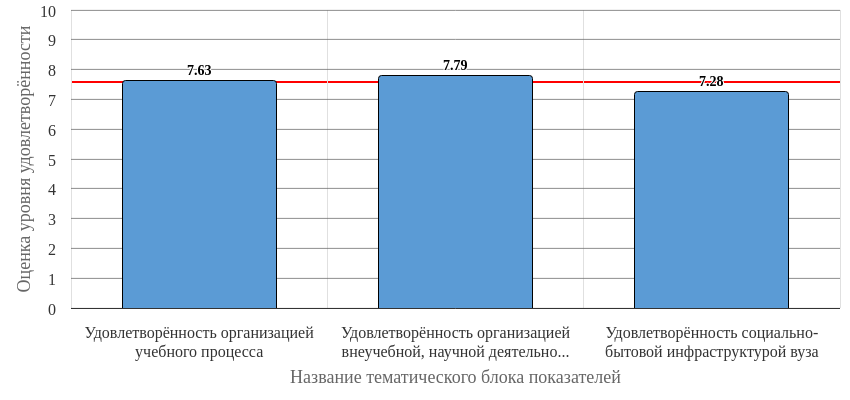 Оценка уровня удовлетворённости
10
9
8
7
6
5
4
3
2
1
0
7.63
7.79
7.28
Удовлетворённость организацией
учебного процесса
Удовлетворённость организацией
внеучебной, научной деятельно...
Удовлетворённость социально-
бытовой инфраструктурой вуза
Название тематического блока показателей